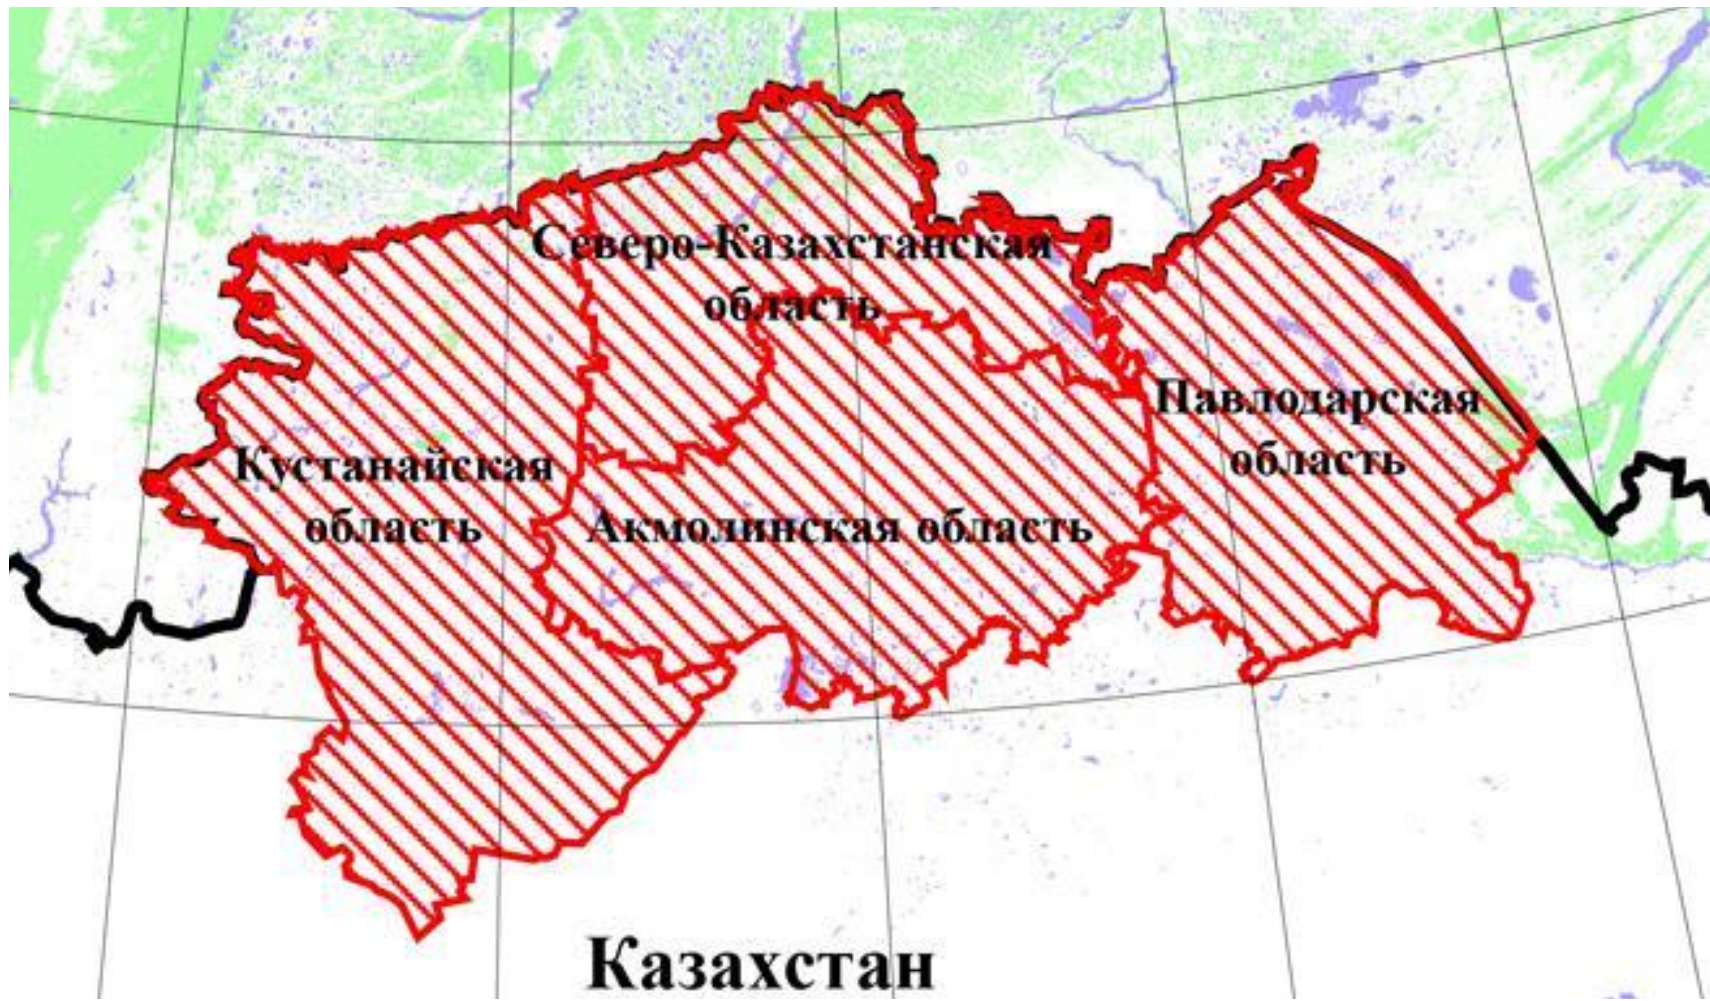 Северо-Казахстанская
область
Павлодарская
область
Кустанайская
область
Акмолинская область
Казахстан